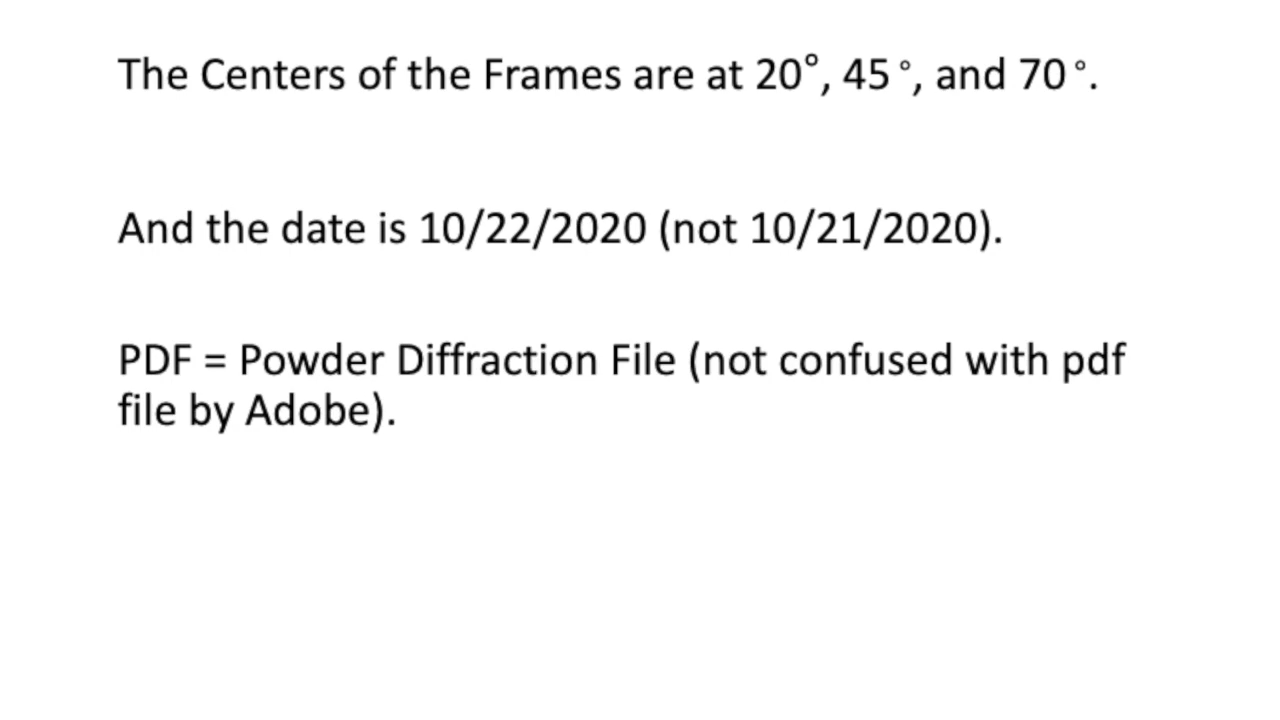 The Centers of the Frames are at 20°, 45°, and 70°.
And the date is 10/22/2020 (not 10/21/2020).
PDF = Powder Diffraction File (not confused with pdf
file by Adobe).